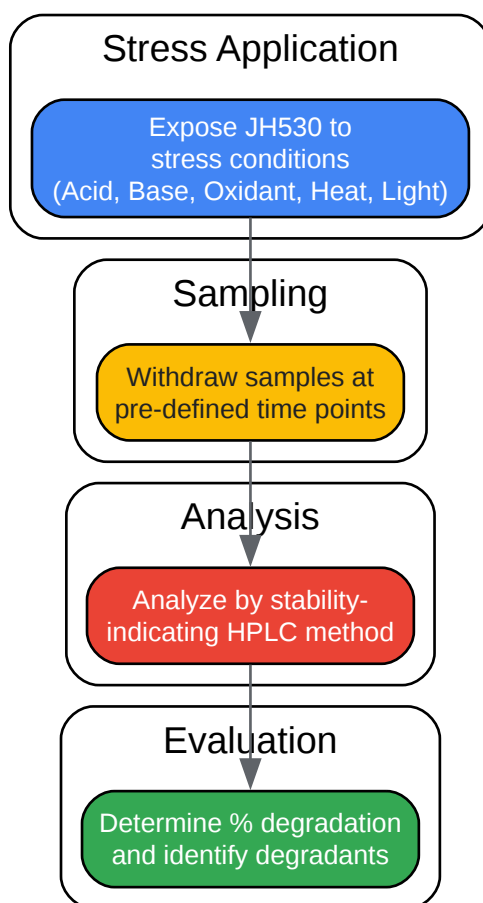 Stress Application
Expose JH530 to
stress conditions
(Acid, Base, Oxidant, Heat, Light)
Sampling
Withdraw samples at
pre-defined time points
Analysis
Analyze by stability-
indicating HPLC method
Evaluation
Determine % degradation
and identify degradants